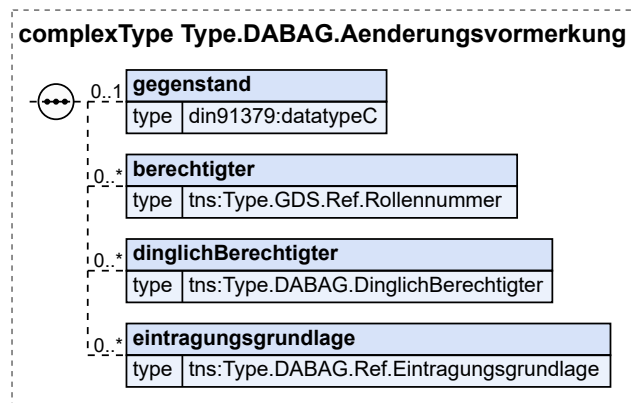 complexType Type.DABAG.Aenderungsvormerkung
0..1 gegenstand
type din91379:datatypeC
0..* berechtigter
type tns:Type.GDS.Ref.Rollennummer
0..* dinglichBerechtigter
type tns:Type.DABAG.DinglichBerechtigter
0..* eintragungsgrundlage
type tns:Type.DABAG.Ref.Eintragungsgrundlage